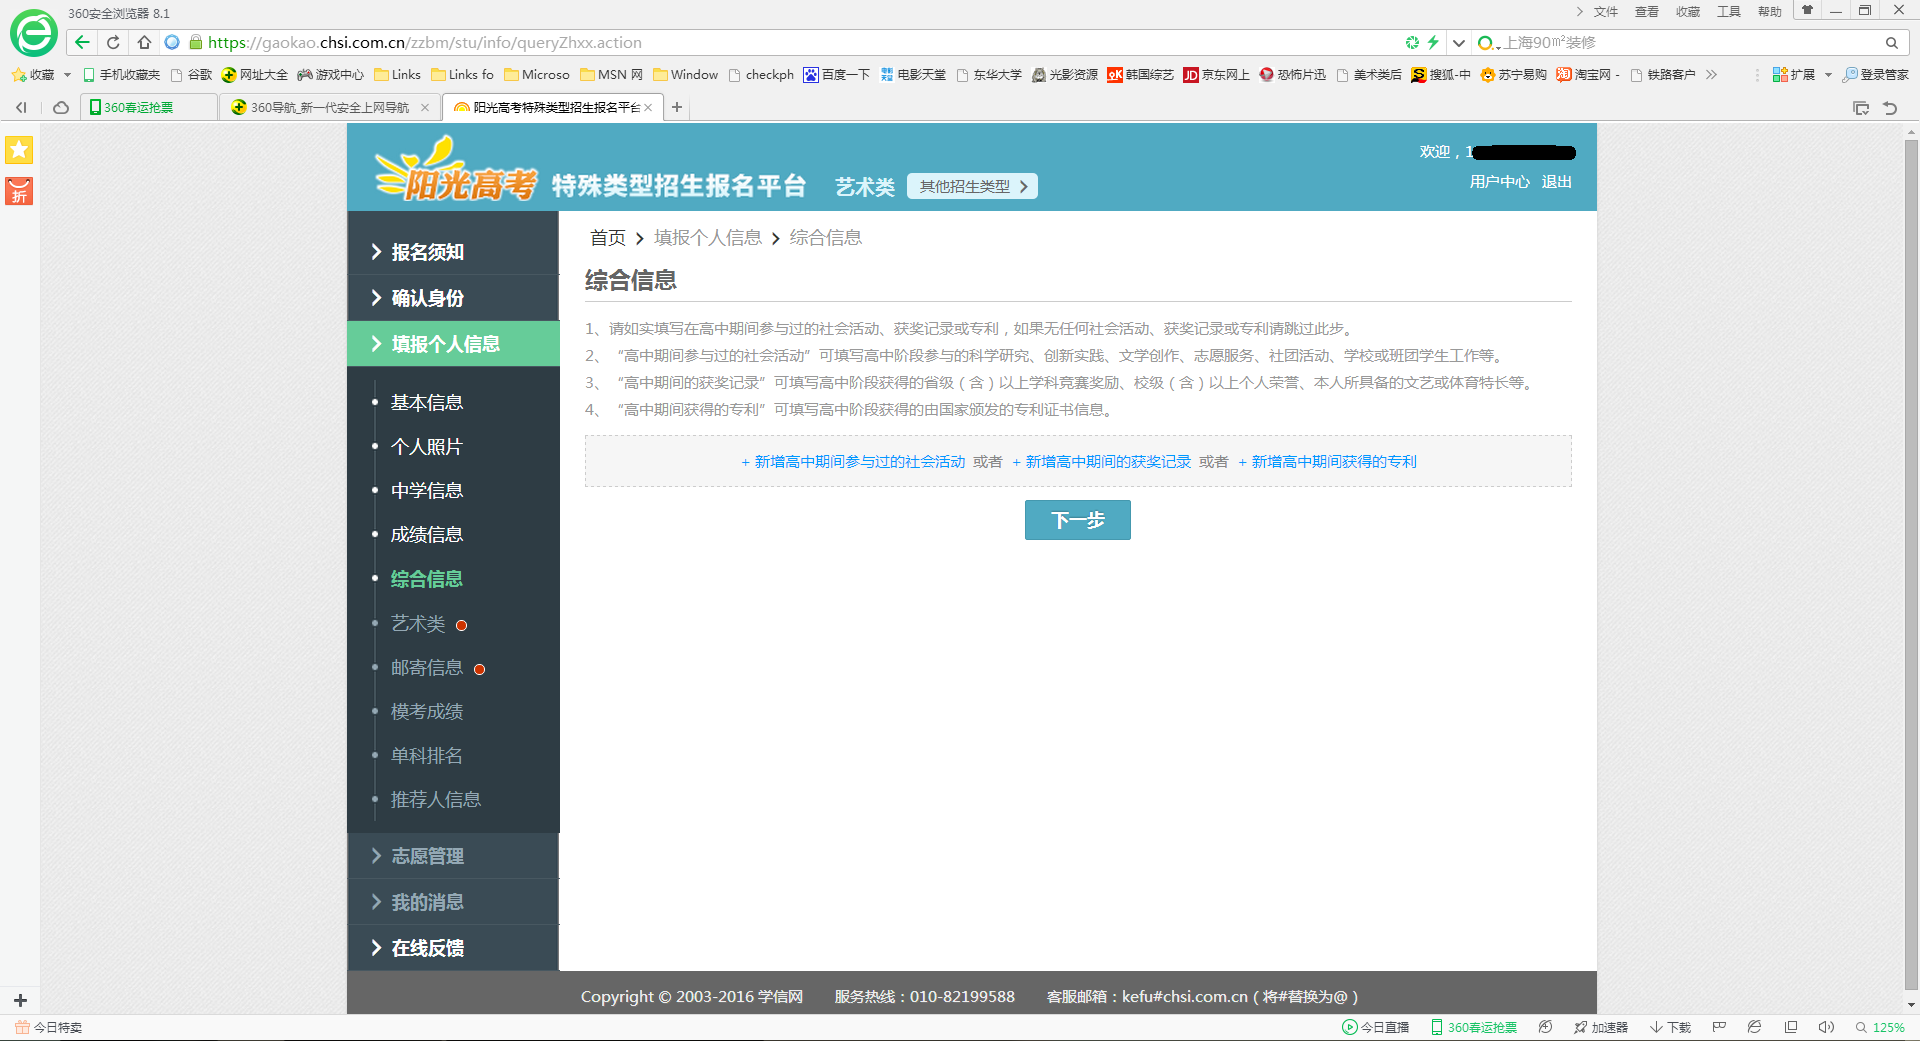 360安全浏览器 8.1
文件 查看 收藏 工具 帮助
https://gaokao.chsi.com.cn/zzbm/stu/info/queryZhxx.action
上海90㎡装修
收藏 手机收藏夹 谷歌 网址大全 游戏中心 Links Links fo Microso MSN 网 Window checkph 百度一下 电影天堂 东华大学 光影资源 韩国综艺 京东网上 恐怖片迅 美术类后 搜狐-中 苏宁易购 淘宝网 - 铁路客户 扩展 登录管家
360春运抢票 360导航_新一代安全上网导航 阳光高考特殊类型招生报名平台
折
欢迎，1
阳光高考 特殊类型招生报名平台 艺术类 其他招生类型
用户中心 退出
报名须知
确认身份
填报个人信息
基本信息
个人照片
中学信息
成绩信息
综合信息
艺术类
邮寄信息
模考成绩
单科排名
推荐人信息
志愿管理
我的消息
在线反馈
首页 填报个人信息 综合信息
综合信息
1、请如实填写在高中期间参与过的社会活动、获奖记录或专利，如果无任何社会活动、获奖记录或专利请跳过此步。
2、“高中期间参与过的社会活动”可填写高中阶段参与的科学研究、创新实践、文学创作、志愿服务、社团活动、学校或班团学生工作等。
3、“高中期间的获奖记录”可填写高中阶段获得的省级（含）以上学科竞赛奖励、校级（含）以上个人荣誉、本人所具备的文艺或体育特长等。
4、“高中期间获得的专利”可填写高中阶段获得的由国家颁发的专利证书信息。
+ 新增高中期间参与过的社会活动 或者 + 新增高中期间的获奖记录 或者 + 新增高中期间获得的专利
下一步
Copyright © 2003-2016 学信网 服务热线：010-82199588 客服邮箱：kefu#chsi.com.cn（将#替换为@）
今日特卖
今日直播 360春运抢票 加速器 下载 125%